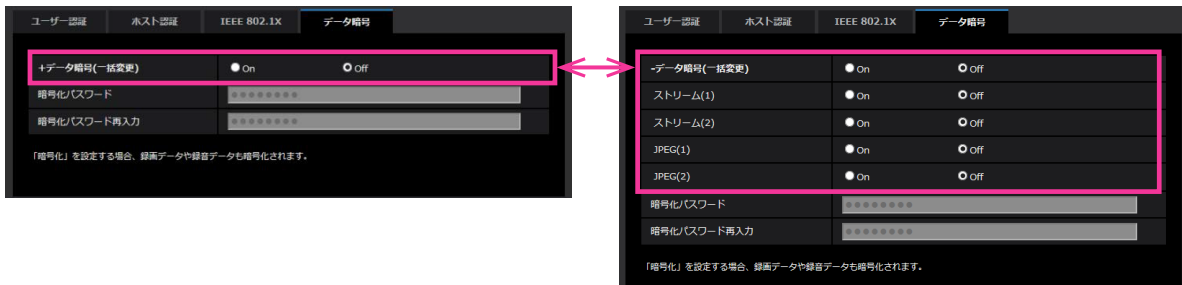 ユーザー認証 ホスト認証 IEEE 802.1X データ暗号
+データ暗号(一括変更) On Off
暗号化パスワード
暗号化パスワード再入力
「暗号化」を設定する場合、録画データや録音データも暗号化されます。
ユーザー認証 ホスト認証 IEEE 802.1X データ暗号
-データ暗号(一括変更) On Off
ストリーム(1) On Off
ストリーム(2) On Off
JPEG(1) On Off
JPEG(2) On Off
暗号化パスワード
暗号化パスワード再入力
「暗号化」を設定する場合、録画データや録音データも暗号化されます。